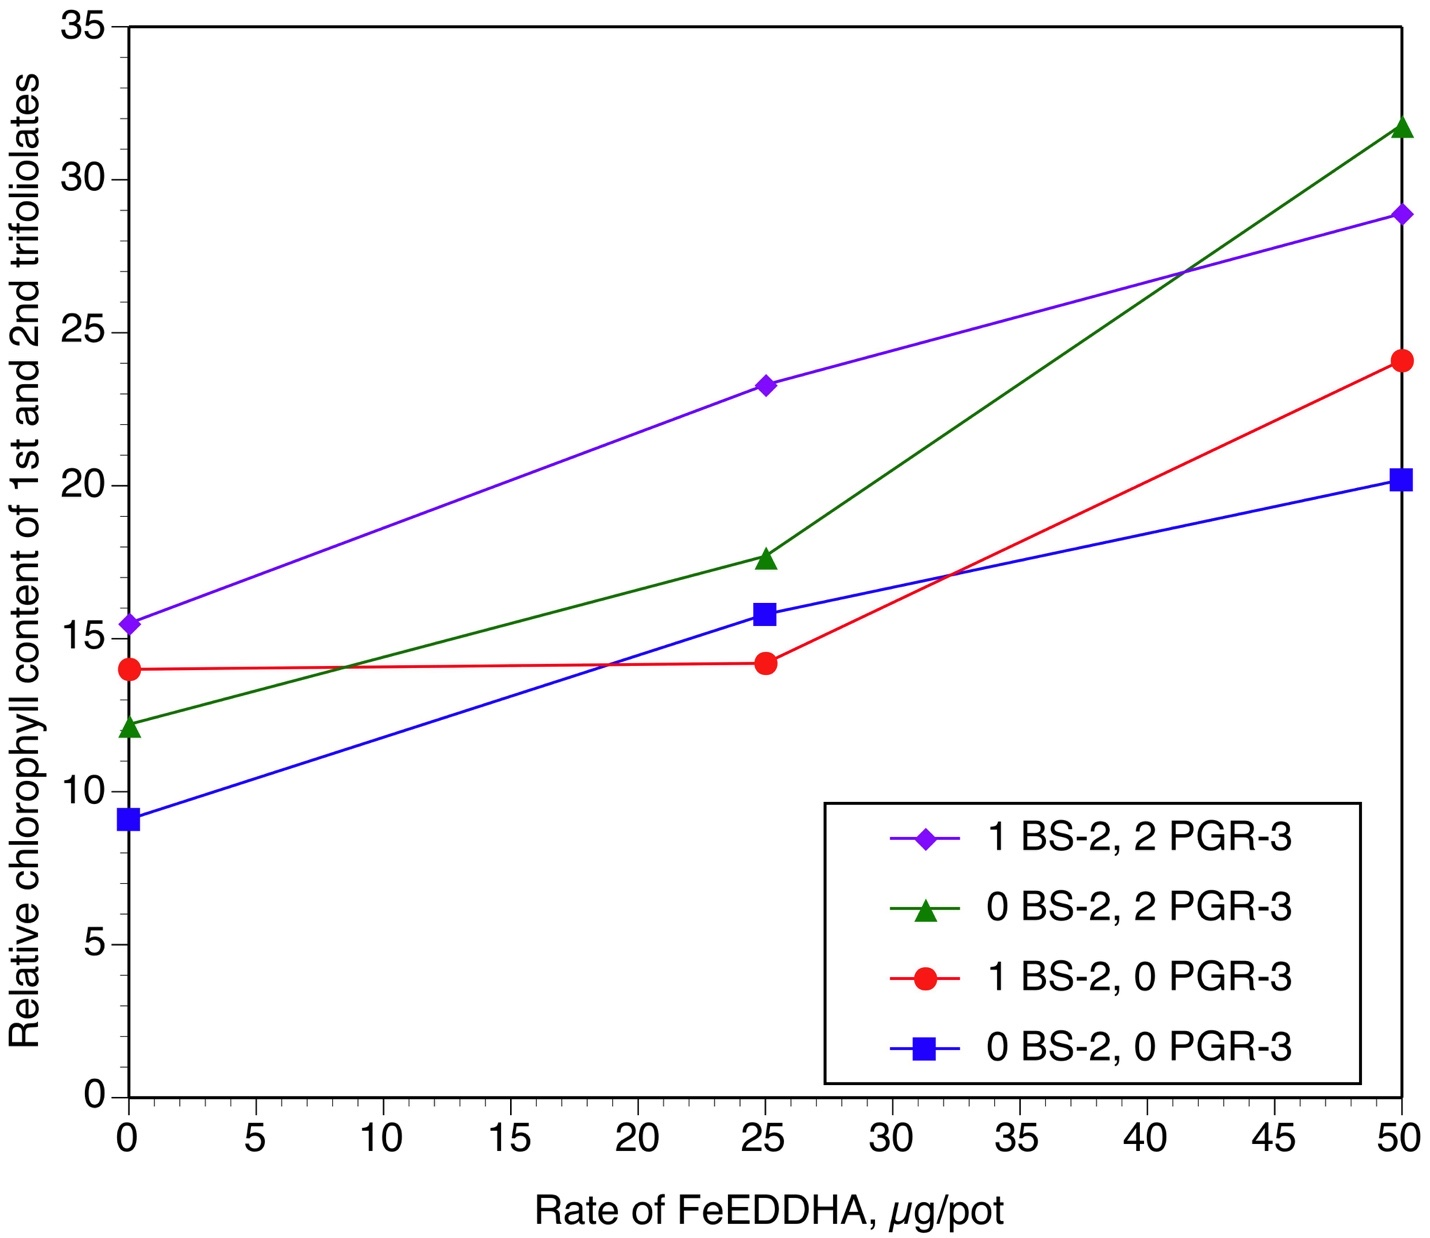 Relative chlorophyll content of 1st and 2nd trifoliolates
35
30
25
20
15
10
5
0
0 5 10 15 20 25 30 35 40 45 50
Rate of FeEDDHA, µg/pot
1 BS-2, 2 PGR-3
0 BS-2, 2 PGR-3
1 BS-2, 0 PGR-3
0 BS-2, 0 PGR-3